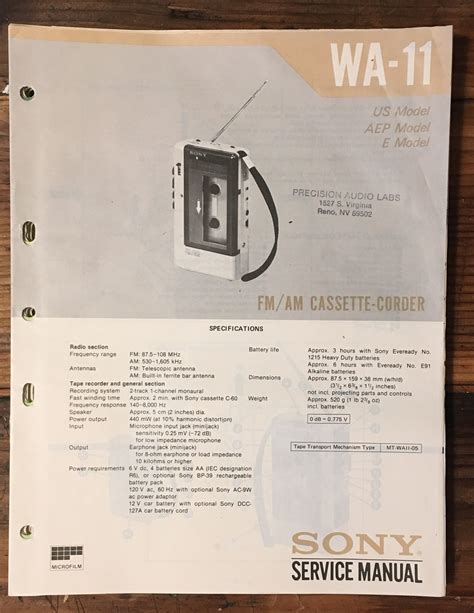 WA-11
US Model
AEP Model
E Model
SONY
PRECISION AUDIO LABS
1527 S. Virginia
Reno, NV 89502
FM/AM CASSETTE-CORDER
SPECIFICATIONS
Radio section
Frequency range FM: 87.5–108 MHz
AM: 530–1,605 kHz
Antennas FM: Telescopic antenna
AM: Built-in ferrite bar antenna
Tape recorder and general section
Recording system 2-track 1-channel monaural
Fast winding time Approx. 2 min. with Sony cassette C-60
Frequency response 140–8,000 Hz
Speaker Approx. 5 cm (2 inches) dia.
Power output 440 mW (at 10% harmonic distortion)
Input Microphone input jack (minijack)
sensitivity 0.25 mV (–72 dB)
for low impedance microphone
Output Earphone jack (minijack)
for 8-ohm earphone or load impedance
10 kilohms or higher
Power requirements 6 V dc, 4 batteries size AA (IEC designation
R6), or optional Sony BP-39 rechargeable
battery pack
120 V ac, 60 Hz with optional Sony AC-9W
ac power adaptor
12 V car battery with optional Sony DCC-
127A car battery cord
Battery life Approx. 3 hours with Sony Eveready No.
1215 Heavy Duty batteries
Approx. 6 hours with Eveready No. E91
Alkaline batteries
Dimensions Approx. 87.5 × 159 × 38 mm (w/h/d)
not incl. projecting parts and controls
Weight Approx. 520 g (1 lb 2 oz)
incl. batteries
0 dB = 0.775 V
Tape Transport Mechanism Type MT-WA11-05
MICROFILM
SONY
SERVICE MANUAL